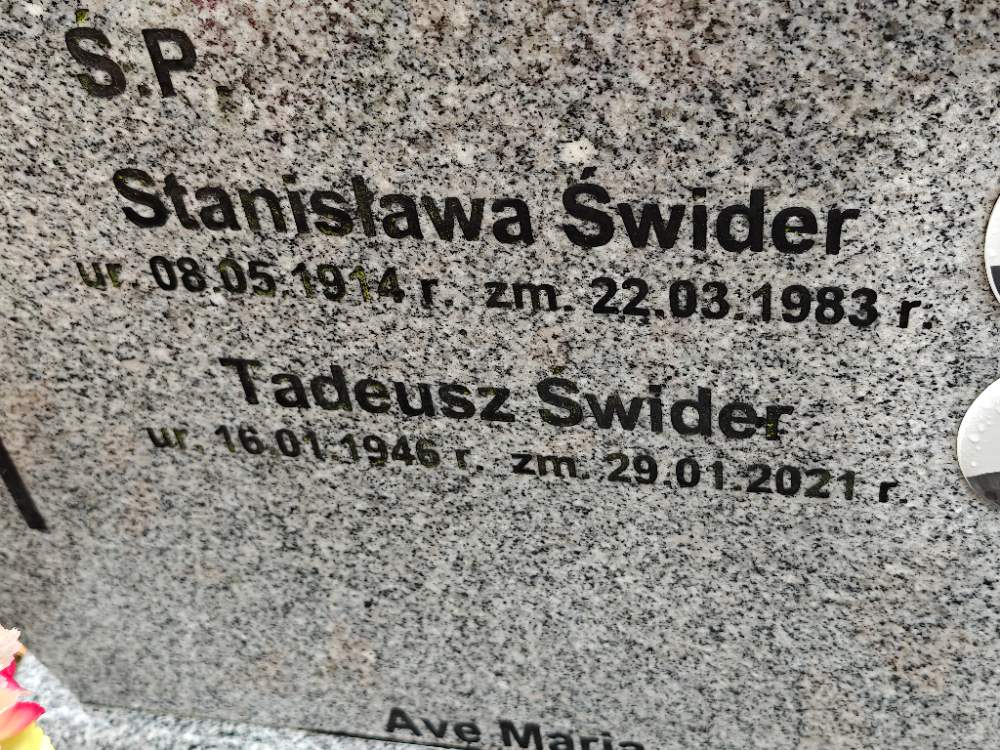 Ś.P.
Stanisława Świder
ur. 08.05.1914 r. zm. 22.03.1983 r.
Tadeusz Świder
ur. 16.01.1946 r. zm. 29.01.2021 r.
Ave Maria